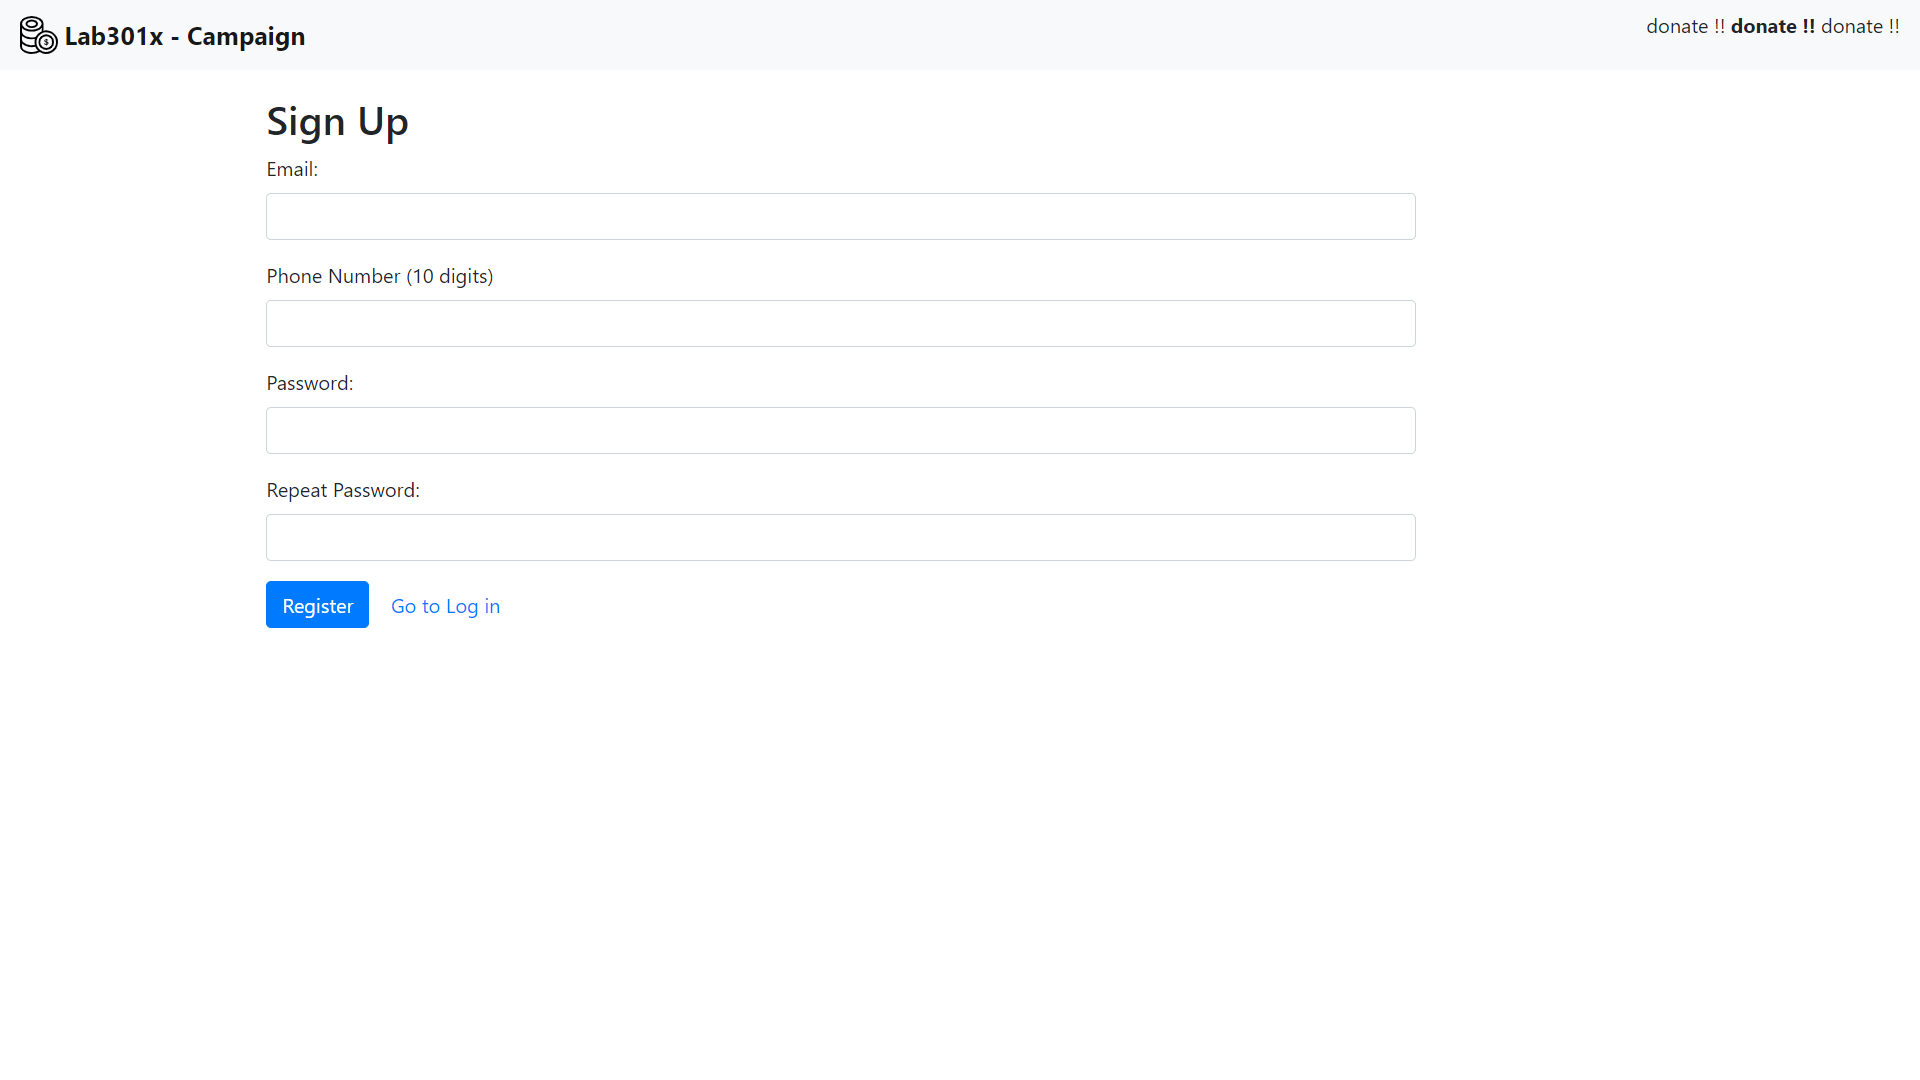 Lab301x - Campaign
donate !! donate !! donate !!
Sign Up
Email:
Phone Number (10 digits)
Password:
Repeat Password:
Register Go to Log in